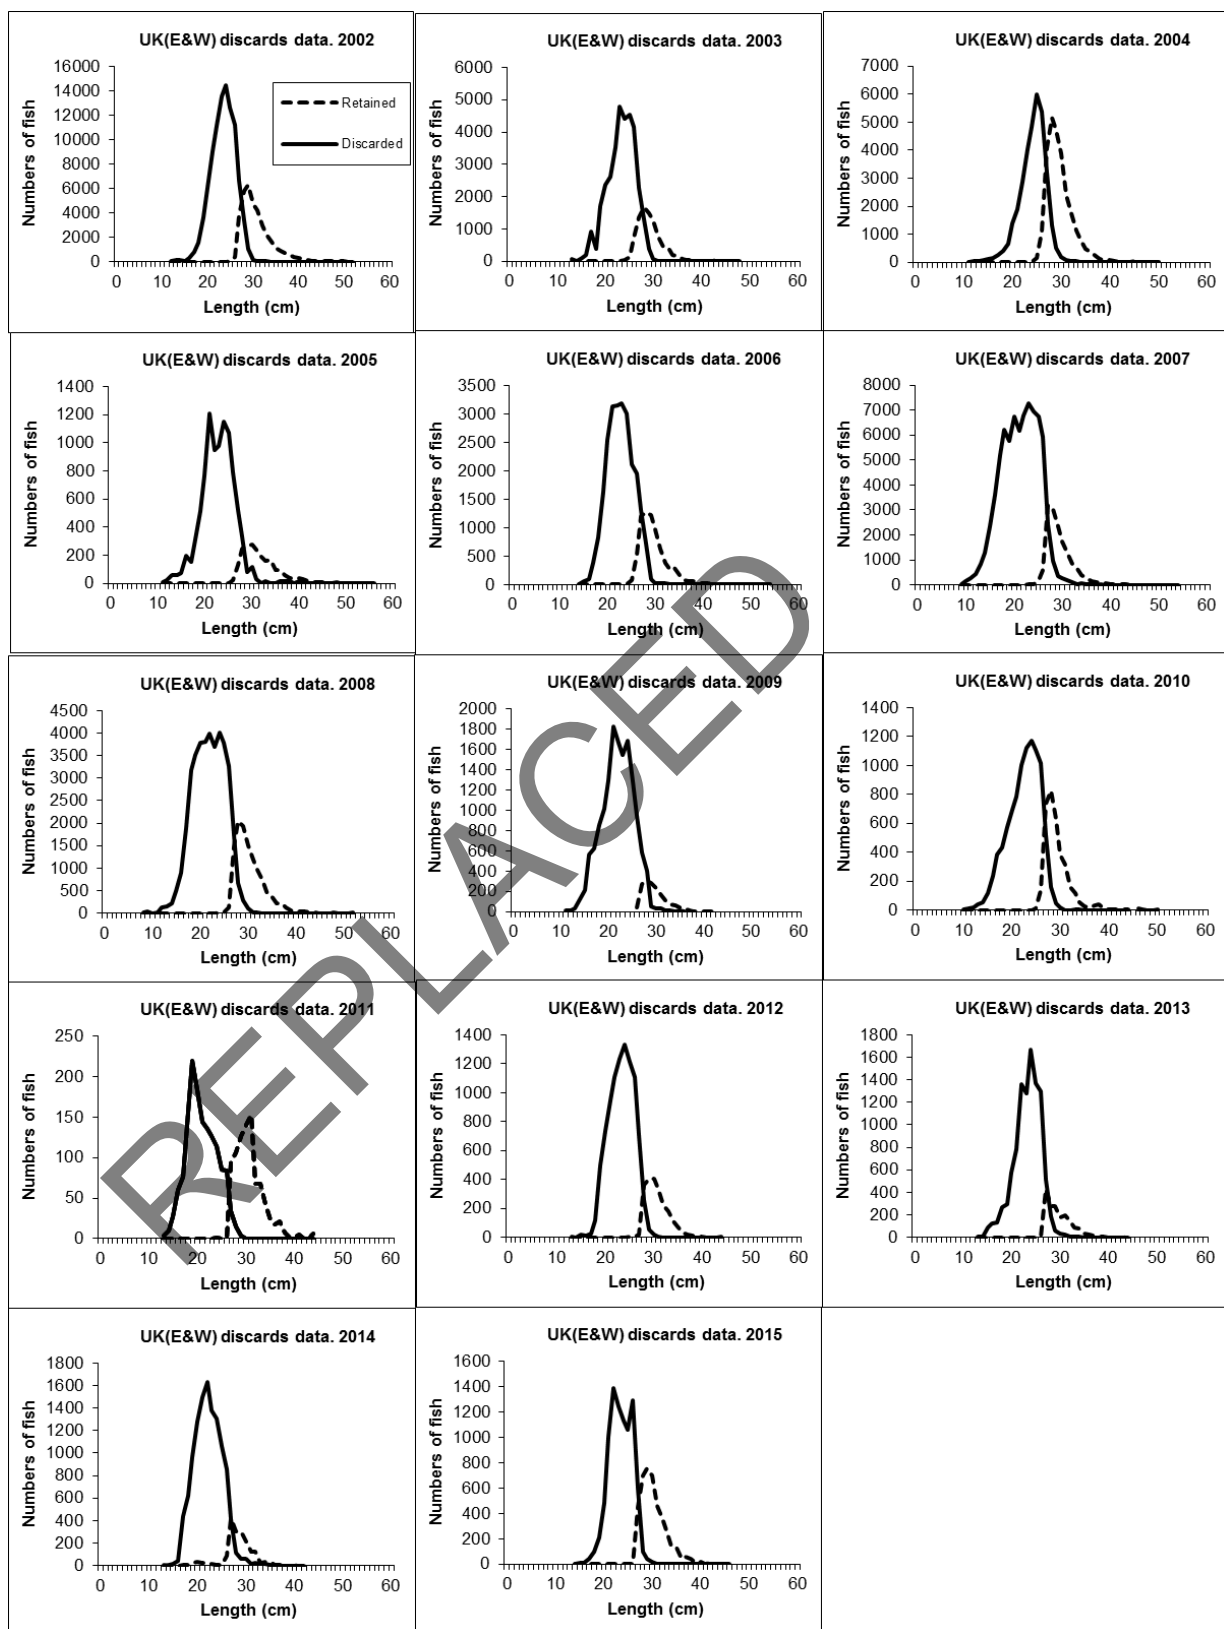 UK(E&W) discards data. 2002
16000
14000
12000
10000
8000
6000
4000
2000
0
Numbers of fish
Retained
Discarded
0 10 20 30 40 50 60
Length (cm)
UK(E&W) discards data. 2003
6000
5000
4000
3000
2000
1000
0
Numbers of fish
0 10 20 30 40 50 60
Length (cm)
UK(E&W) discards data. 2004
7000
6000
5000
4000
3000
2000
1000
0
Numbers of fish
0 10 20 30 40 50 60
Length (cm)
UK(E&W) discards data. 2005
1400
1200
1000
800
600
400
200
0
Numbers of fish
0 10 20 30 40 50 60
Length (cm)
UK(E&W) discards data. 2006
3500
3000
2500
2000
1500
1000
500
0
Numbers of fish
0 10 20 30 40 50 60
Length (cm)
UK(E&W) discards data. 2007
8000
7000
6000
5000
4000
3000
2000
1000
0
Numbers of fish
0 10 20 30 40 50 60
Length (cm)
UK(E&W) discards data. 2008
4500
4000
3500
3000
2500
2000
1500
1000
500
0
Numbers of fish
0 10 20 30 40 50 60
Length (cm)
UK(E&W) discards data. 2009
2000
1800
1600
1400
1200
1000
800
600
400
200
0
Numbers of fish
0 10 20 30 40 50 60
Length (cm)
UK(E&W) discards data. 2010
1400
1200
1000
800
600
400
200
0
Numbers of fish
0 10 20 30 40 50 60
Length (cm)
UK(E&W) discards data. 2011
250
200
150
100
50
0
Numbers of fish
0 10 20 30 40 50 60
Length (cm)
UK(E&W) discards data. 2012
1400
1200
1000
800
600
400
200
0
Numbers of fish
0 10 20 30 40 50 60
Length (cm)
UK(E&W) discards data. 2013
1800
1600
1400
1200
1000
800
600
400
200
0
Numbers of fish
0 10 20 30 40 50 60
Length (cm)
UK(E&W) discards data. 2014
1800
1600
1400
1200
1000
800
600
400
200
0
Numbers of fish
0 10 20 30 40 50 60
Length (cm)
UK(E&W) discards data. 2015
1600
1400
1200
1000
800
600
400
200
0
Numbers of fish
0 10 20 30 40 50 60
Length (cm)
REPLACED